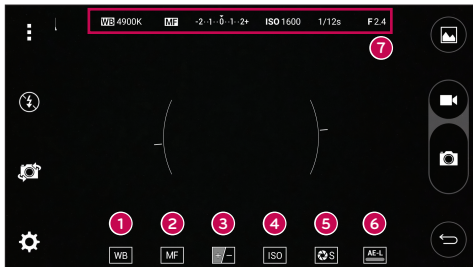 WB 4900K MF -2··1··0··1··2+ ISO 1600 1/12s F 2.4
7
1 2 3 4 5 6
WB MF +/- ISO S AE-L